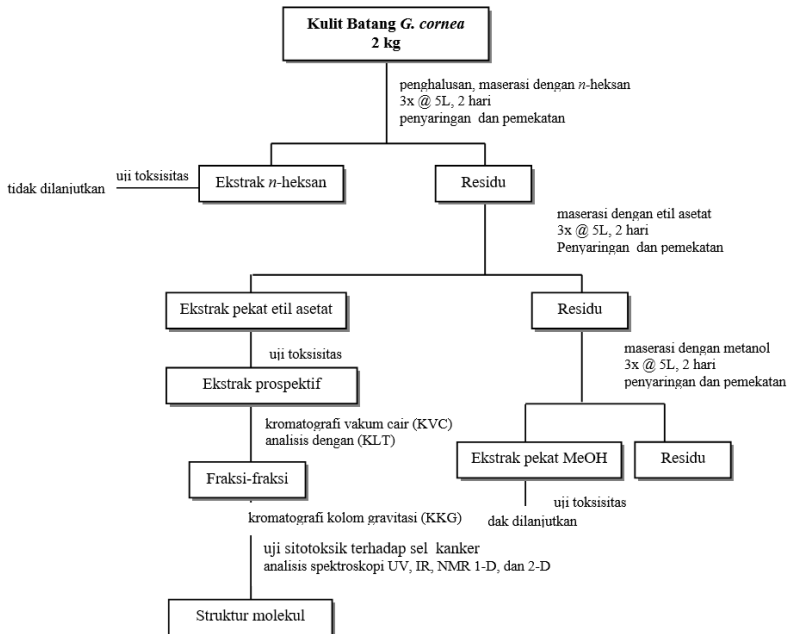 Kulit Batang G. cornea
2 kg
penghalusan, maserasi dengan n-heksan
3x @ 5L, 2 hari
penyaringan dan pemekatan
tidak dilanjutkan
uji toksisitas
Ekstrak n-heksan
Residu
maserasi dengan etil asetat
3x @ 5L, 2 hari
Penyaringan dan pemekatan
Ekstrak pekat etil asetat
Residu
uji toksisitas
maserasi dengan metanol
3x @ 5L, 2 hari
penyaringan dan pemekatan
Ekstrak prospektif
kromatografi vakum cair (KVC)
analisis dengan (KLT)
Ekstrak pekat MeOH
Residu
Fraksi-fraksi
uji toksisitas
dak dilanjutkan
kromatografi kolom gravitasi (KKG)
uji sitotoksik terhadap sel kanker
analisis spektroskopi UV, IR, NMR 1-D, dan 2-D
Struktur molekul